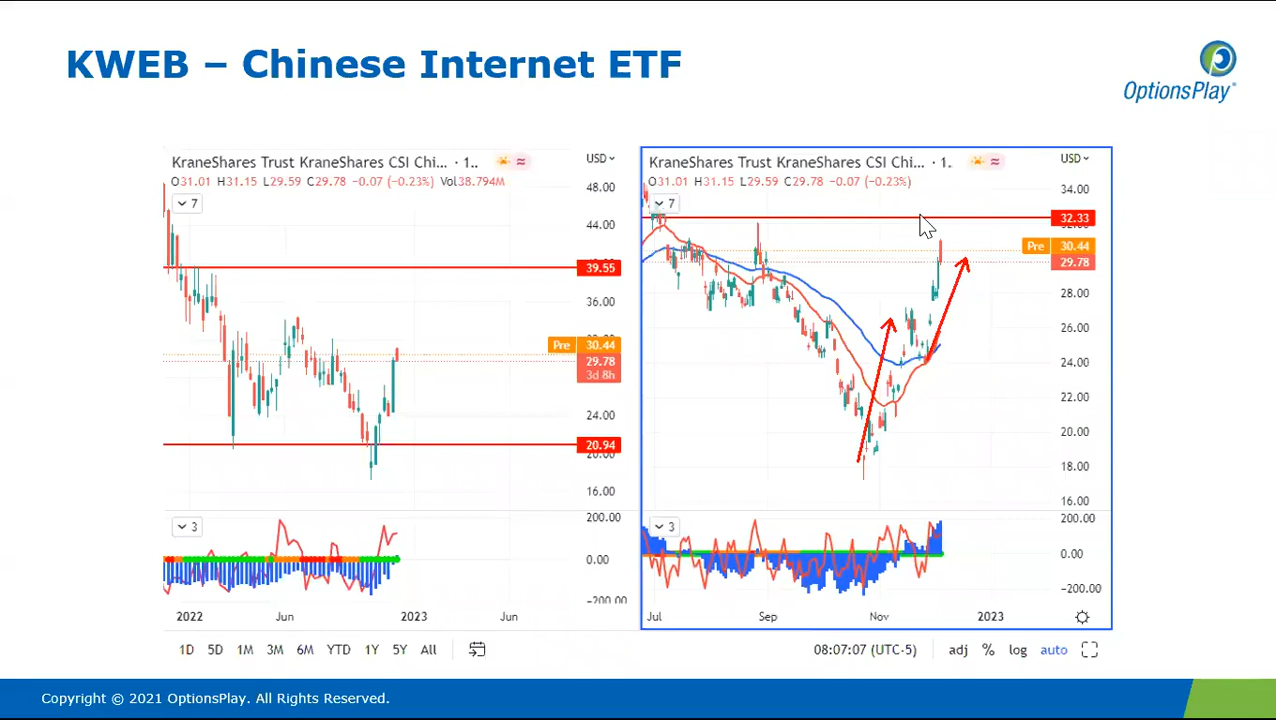 KWEB – Chinese Internet ETF
OptionsPlay
KraneShares Trust KraneShares CSI Chi... · 1..
USD
O31.01 H31.15 L29.59 C29.78 −0.07 (−0.23%) Vol38.794M
7
48.00
44.00
39.55
36.00
Pre 30.44
29.78
3d 8h
24.00
20.94
20.00
16.00
3
200.00
0.00
−200.00
2022 Jun 2023 Jun
KraneShares Trust KraneShares CSI Chi... · 1.
USD
O31.01 H31.15 L29.59 C29.78 −0.07 (−0.23%)
7
34.00
32.33
32.00
Pre 30.44
29.78
28.00
26.00
24.00
22.00
20.00
18.00
16.00
3
200.00
0.00
−200.00
Jul Sep Nov 2023
1D 5D 1M 3M 6M YTD 1Y 5Y All
08:07:07 (UTC-5) adj % log auto
Copyright © 2021 OptionsPlay. All Rights Reserved.